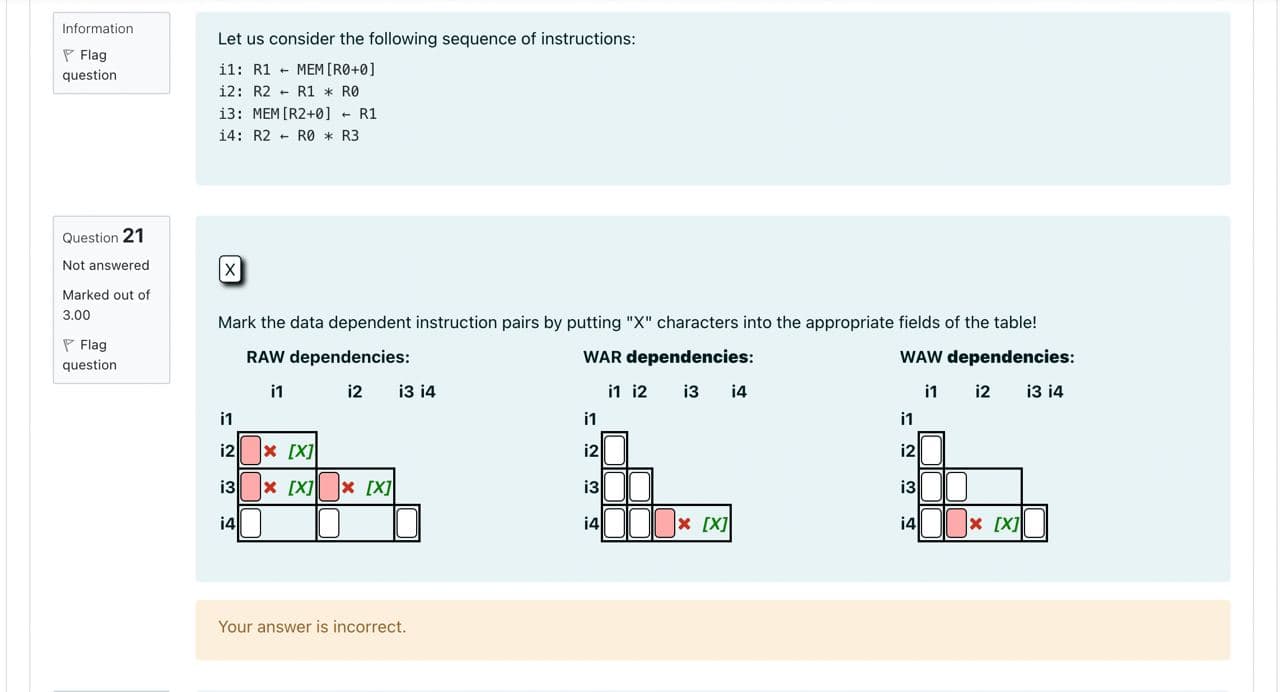 Information
Flag question
Let us consider the following sequence of instructions:
i1: R1 ← MEM[R0+0]
i2: R2 ← R1 * R0
i3: MEM[R2+0] ← R1
i4: R2 ← R0 * R3
Question 21
Not answered
Marked out of
3.00
Flag
question
X
Mark the data dependent instruction pairs by putting "X" characters into the appropriate fields of the table!
RAW dependencies:
i1 i2 i3 i4
i1
i2 ✖ [X]
i3 ✖ [X] ✖ [X]
i4
WAR dependencies:
i1 i2 i3 i4
i1
i2
i3
i4 ✖ [X]
WAW dependencies:
i1 i2 i3 i4
i1
i2
i3
i4 ✖ [X]
Your answer is incorrect.